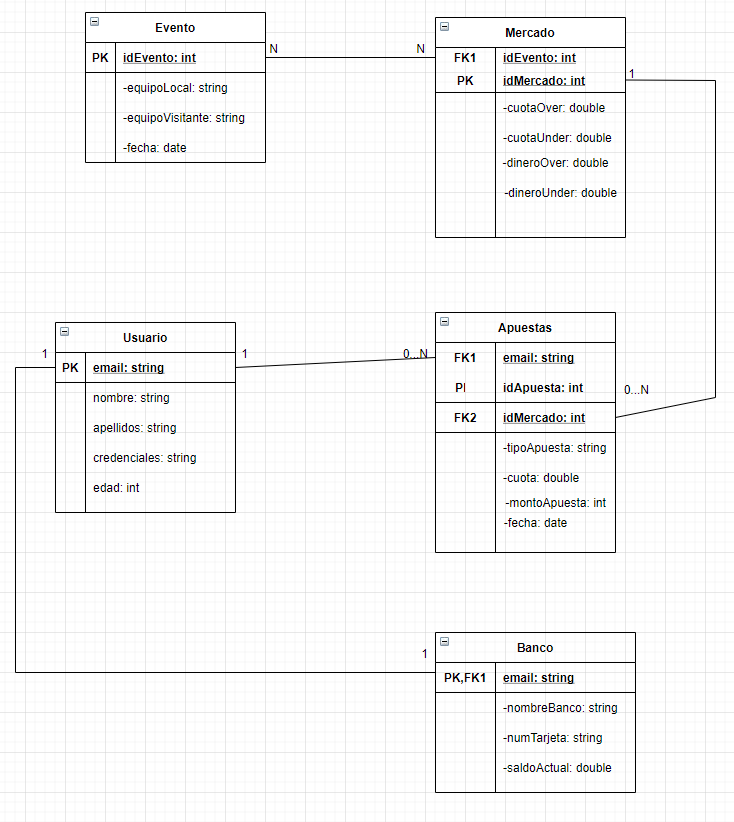 Evento
PK idEvento: int
-equipoLocal: string
-equipoVisitante: string
-fecha: date
N N
Mercado
FK1 idEvento: int
PK idMercado: int
-cuotaOver: double
-cuotaUnder: double
-dineroOver: double
-dineroUnder: double
1
Usuario
PK email: string
nombre: string
apellidos: string
credenciales: string
edad: int
1
1 0...N
Apuestas
FK1 email: string
PI idApuesta: int
FK2 idMercado: int
-tipoApuesta: string
-cuota: double
-montoApuesta: int
-fecha: date
0...N
1
Banco
PK,FK1 email: string
-nombreBanco: string
-numTarjeta: string
-saldoActual: double